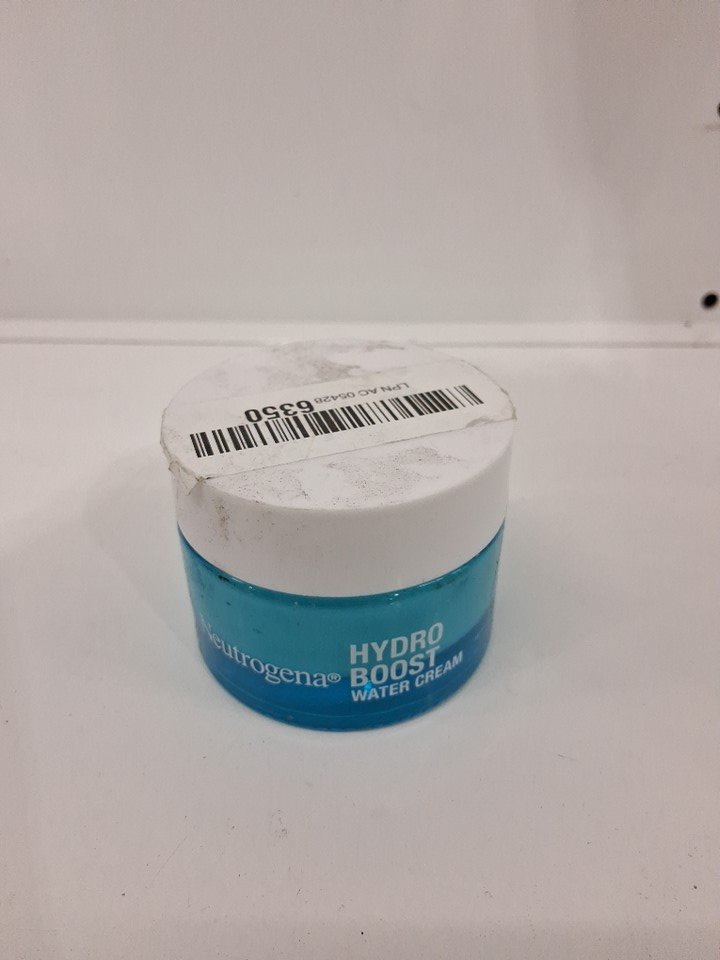 LPN AC 05428 6350
Neutrogena®
HYDRO
BOOST
WATER CREAM